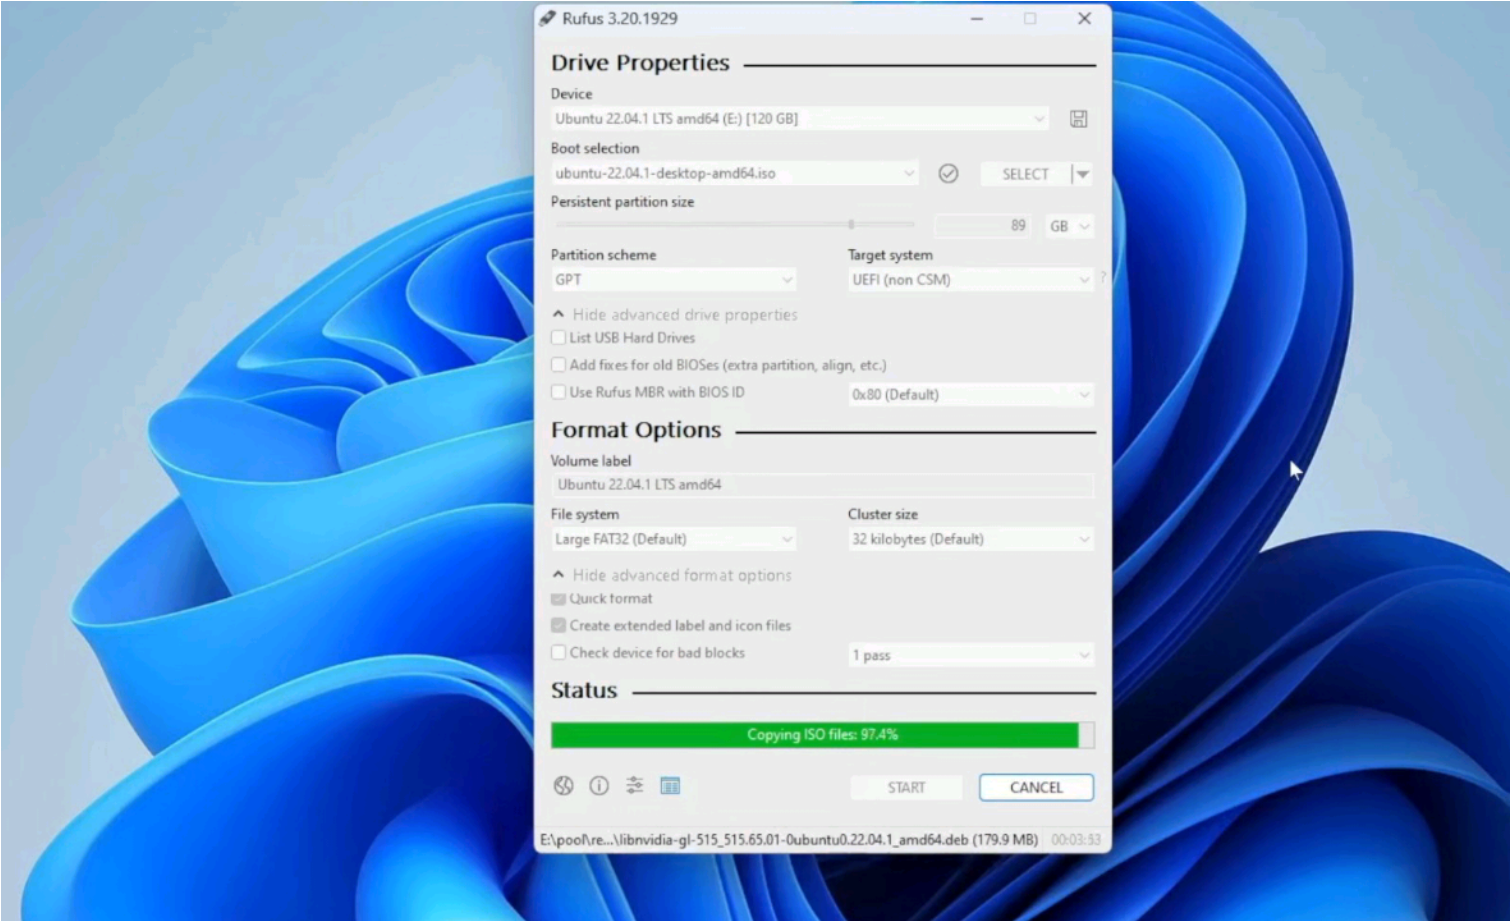 Rufus 3.20.1929
Drive Properties
Device
Ubuntu 22.04.1 LTS amd64 (E:) [120 GB]
Boot selection
ubuntu-22.04.1-desktop-amd64.iso
SELECT
Persistent partition size
89 GB
Partition scheme Target system
GPT UEFI (non CSM) ?
Hide advanced drive properties
List USB Hard Drives
Add fixes for old BIOSes (extra partition, align, etc.)
Use Rufus MBR with BIOS ID 0x80 (Default)
Format Options
Volume label
Ubuntu 22.04.1 LTS amd64
File system Cluster size
Large FAT32 (Default) 32 kilobytes (Default)
Hide advanced format options
Quick format
Create extended label and icon files
Check device for bad blocks 1 pass
Status
Copying ISO files: 97.4%
START CANCEL
E:\pool\re...\libnvidia-gl-515_515.65.01-0ubuntu0.22.04.1_amd64.deb (179.9 MB) 00:03:53